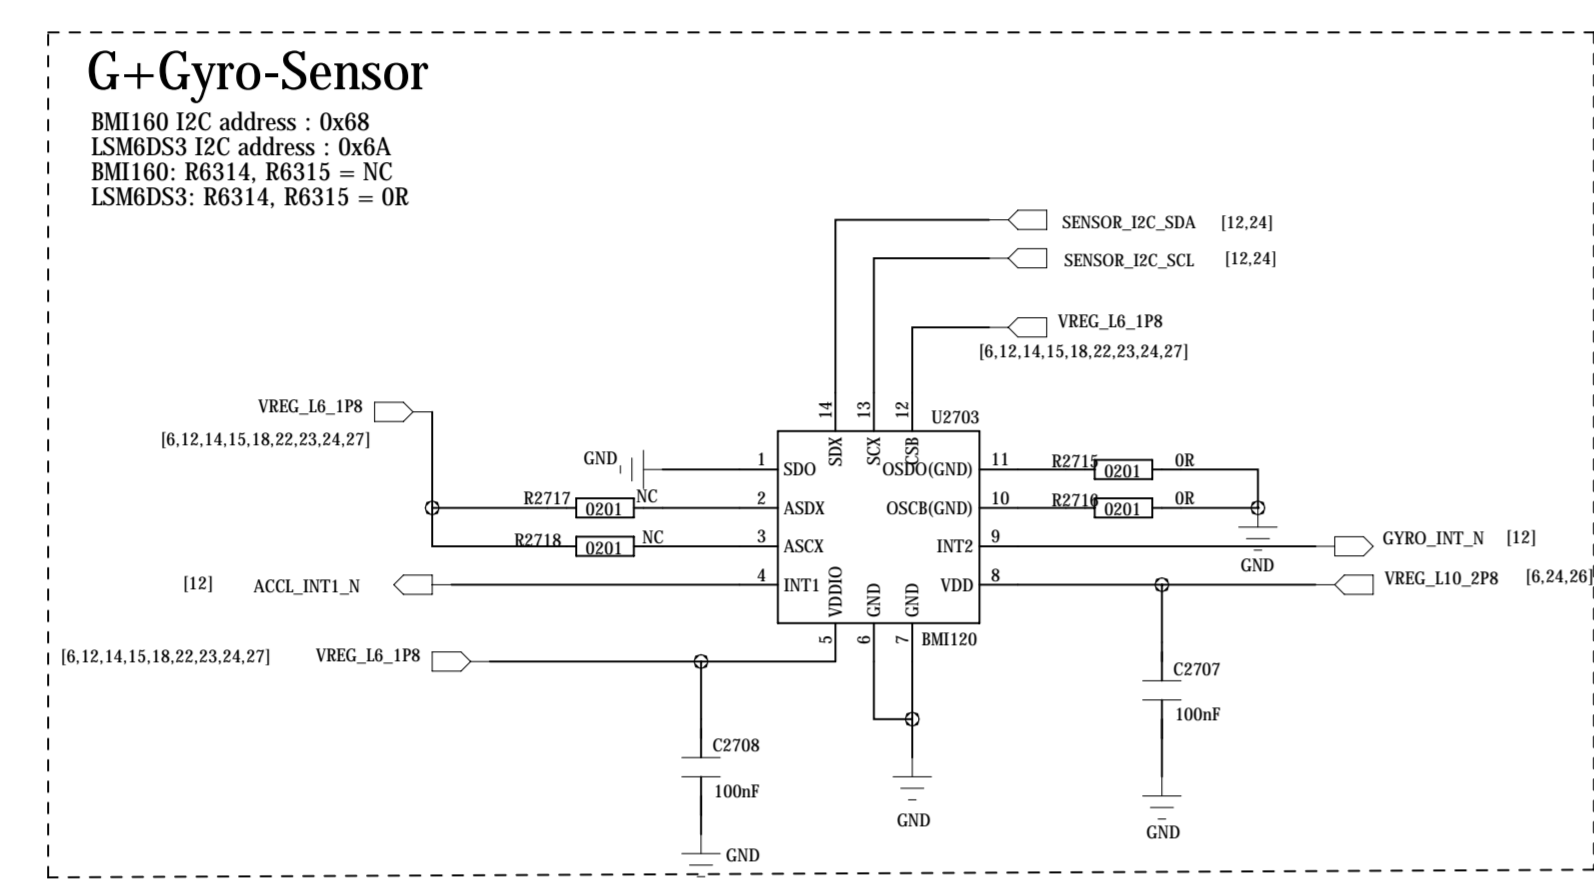 G+Gyro-Sensor
BMI160 I2C address : 0x68
LSM6DS3 I2C address : 0x6A
BMI160: R6314, R6315 = NC
LSM6DS3: R6314, R6315 = 0R
SENSOR_I2C_SDA [12,24]
SENSOR_I2C_SCL [12,24]
VREG_L6_1P8
[6,12,14,15,18,22,23,24,27]
VREG_L6_1P8
[6,12,14,15,18,22,23,24,27]
14 13 12 U2703
SDX SCX CSB
GND 1 SDO OSDO(GND) 11 R2715 0201 0R
R2717 0201 NC 2 ASDX OSCB(GND) 10 R2716 0201 0R
R2718 0201 NC 3 ASCX INT2 9 GYRO_INT_N [12]
GND
[12] ACCL_INT1_N 4 INT1 VDD 8 VREG_L10_2P8 [6,24,26]
VDDIO GND GND
5 6 7 BMI120
[6,12,14,15,18,22,23,24,27] VREG_L6_1P8
C2707
100nF
C2708
100nF
GND
GND
GND